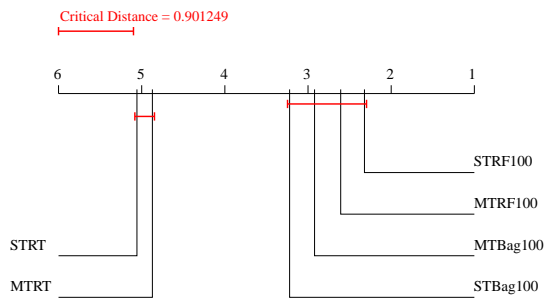 Critical Distance = 0.901249
6 5 4 3 2 1
STRF100
MTRF100
STRT MTBag100
MTRT STBag100